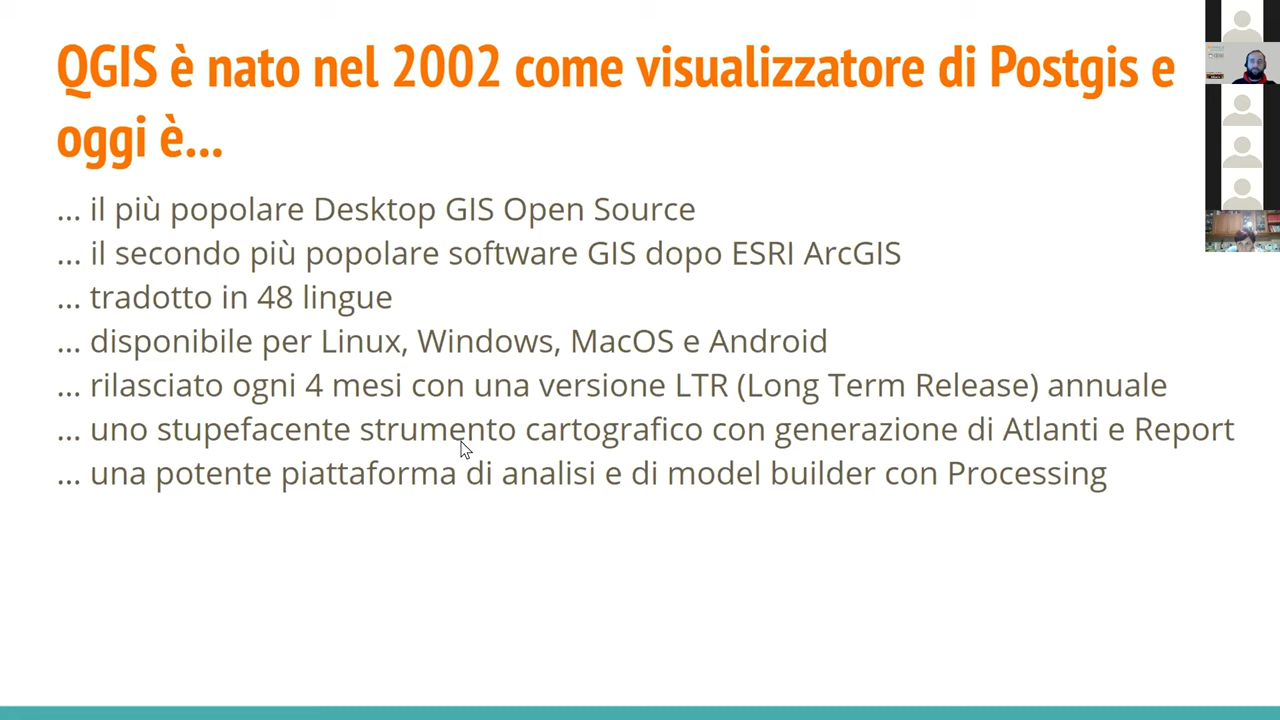 QGIS è nato nel 2002 come visualizzatore di Postgis e
oggi è...
... il più popolare Desktop GIS Open Source
... il secondo più popolare software GIS dopo ESRI ArcGIS
... tradotto in 48 lingue
... disponibile per Linux, Windows, MacOS e Android
... rilasciato ogni 4 mesi con una versione LTR (Long Term Release) annuale
... uno stupefacente strumento cartografico con generazione di Atlanti e Report
... una potente piattaforma di analisi e di model builder con Processing